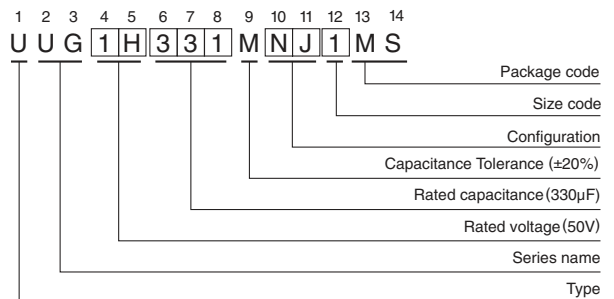 1 2 3 4 5 6 7 8 9 10 11 12 13 14
U U G 1 H 3 3 1 M N J 1 M S
Package code
Size code
Configuration
Capacitance Tolerance (±20%)
Rated capacitance (330µF)
Rated voltage (50V)
Series name
Type